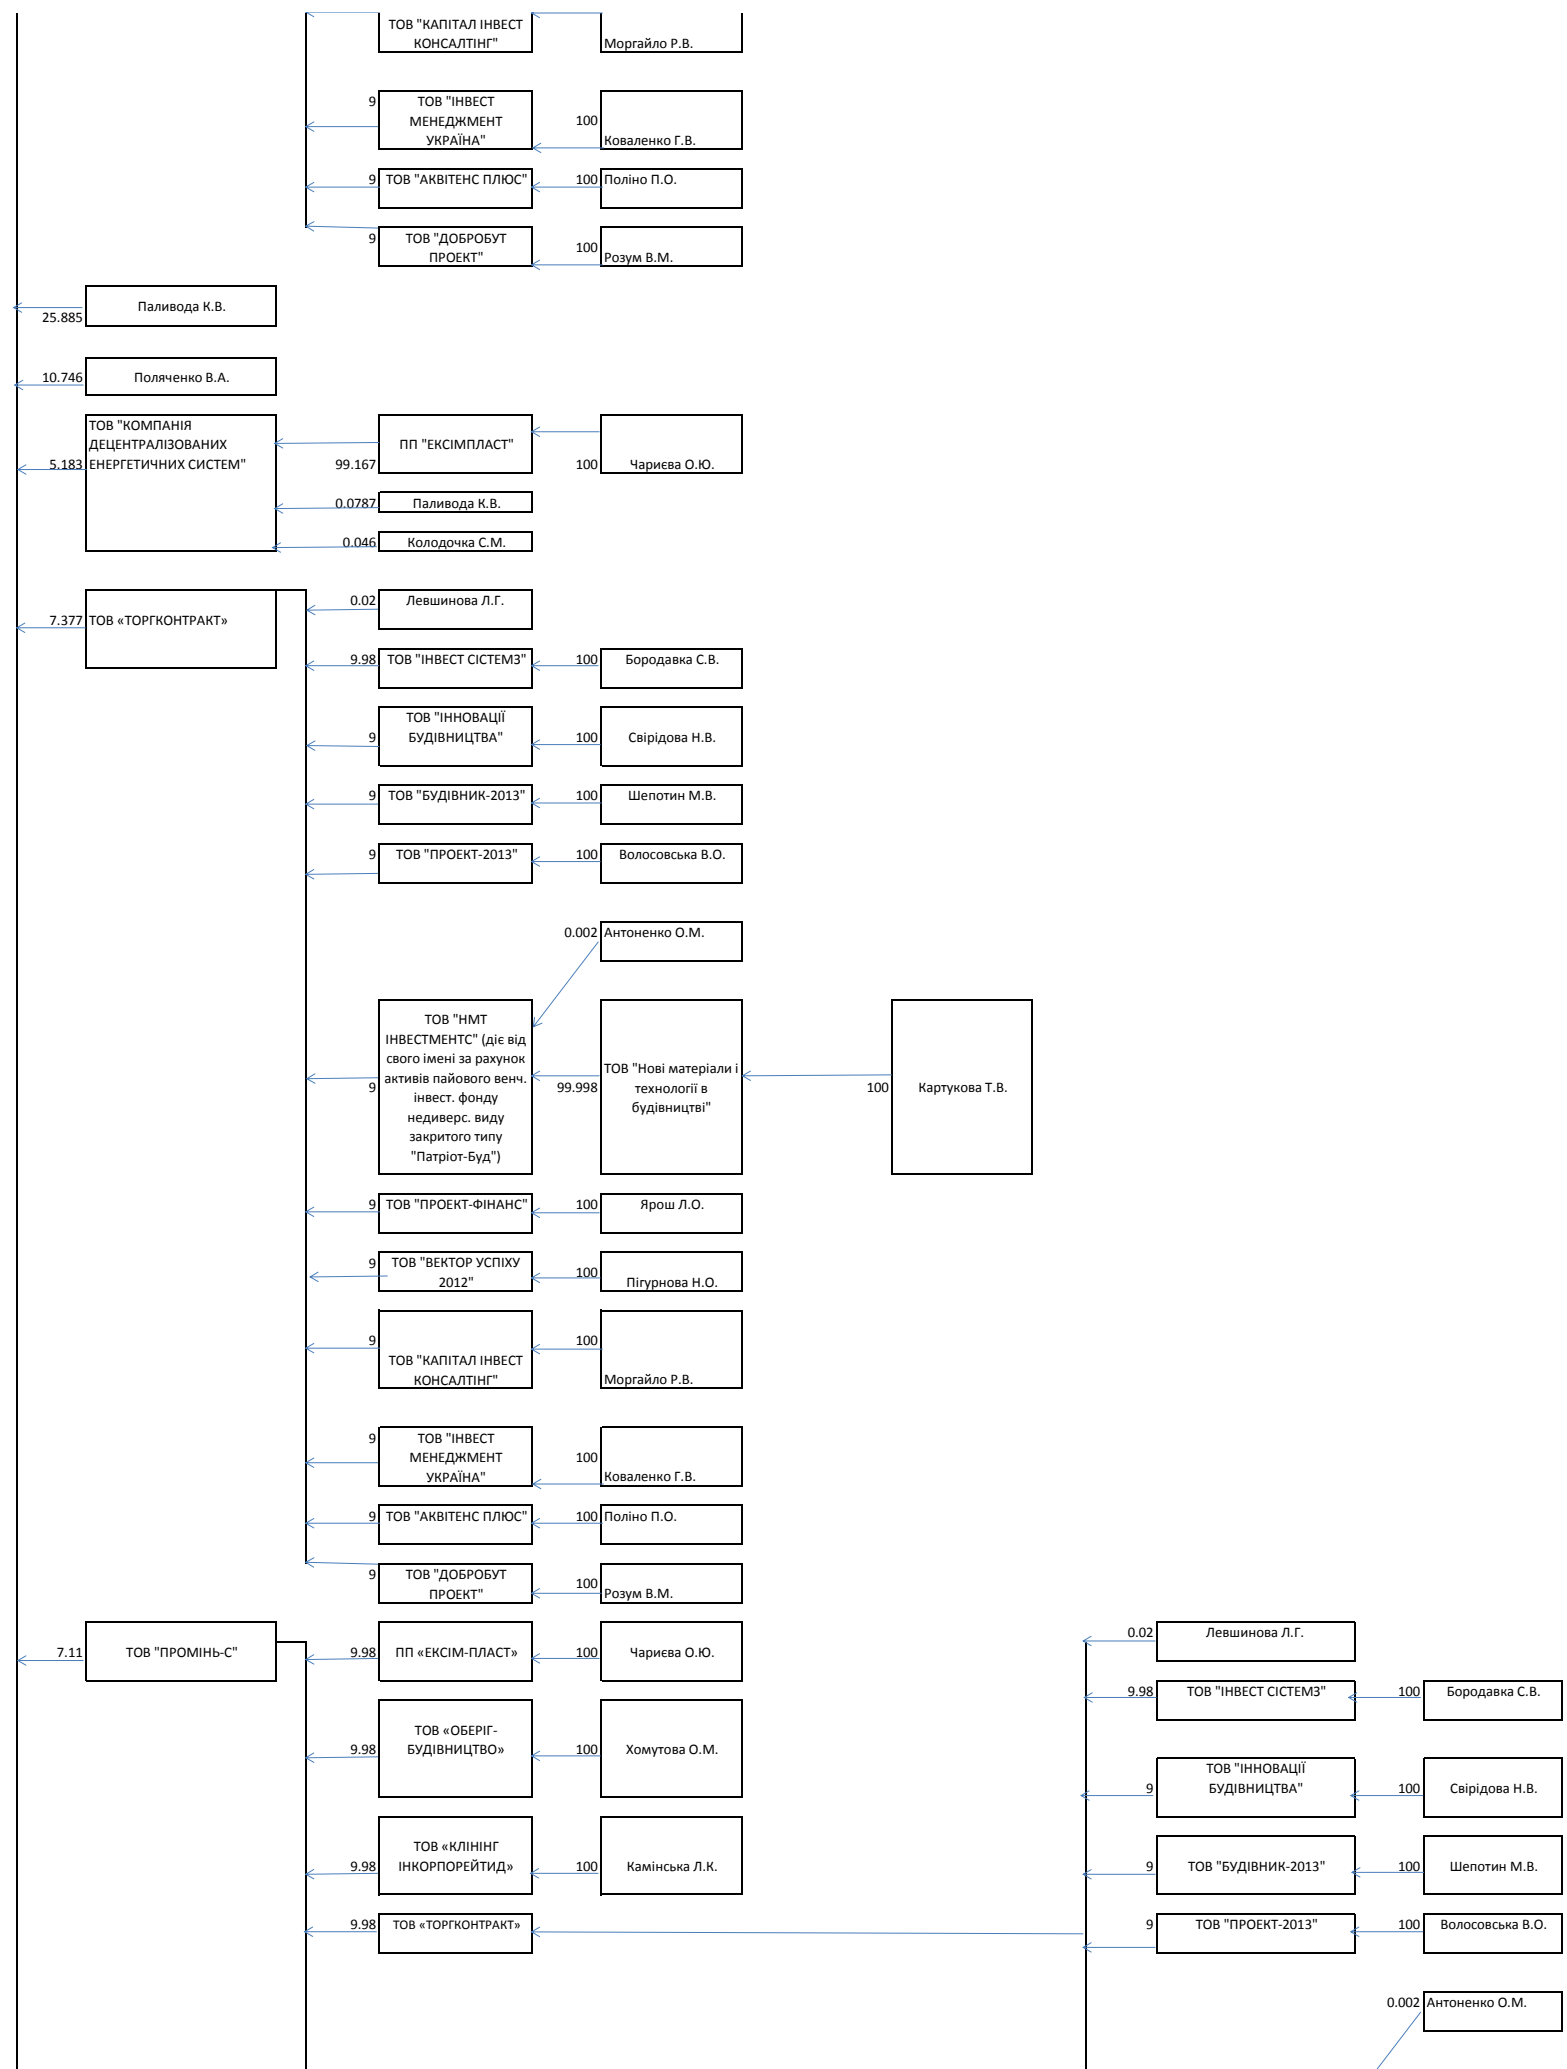 ТОВ "КАПІТАЛ ІНВЕСТ
КОНСАЛТІНГ"
Моргайло Р.В.
9
ТОВ "ІНВЕСТ
МЕНЕДЖМЕНТ
УКРАЇНА"
100
Коваленко Г.В.
9
ТОВ "АКВІТЕНС ПЛЮС"
100
Поліно П.О.
9
ТОВ "ДОБРОБУТ
ПРОЕКТ"
100
Розум В.М.
25.885
Паливода К.В.
10.746
Поляченко В.А.
5.183
ТОВ "КОМПАНІЯ
ДЕЦЕНТРАЛІЗОВАНИХ
ЕНЕРГЕТИЧНИХ СИСТЕМ"
99.167
ПП "ЕКСІМПЛАСТ"
100
Чариєва О.Ю.
0.0787
Паливода К.В.
0.046
Колодочка С.М.
7.377
ТОВ «ТОРГКОНТРАКТ»
0.02
Левшинова Л.Г.
9.98
ТОВ "ІНВЕСТ СІСТЕМЗ"
100
Бородавка С.В.
9
ТОВ "ІННОВАЦІЇ
БУДІВНИЦТВА"
100
Свірідова Н.В.
9
ТОВ "БУДІВНИК-2013"
100
Шепотин М.В.
9
ТОВ "ПРОЕКТ-2013"
100
Волосовська В.О.
0.002
Антоненко О.М.
9
ТОВ "НМТ
ІНВЕСТМЕНТС" (діє від
свого імені за рахунок
активів пайового венч.
інвест. фонду
недиверс. виду
закритого типу
"Патріот-Буд")
99.998
ТОВ "Нові матеріали і
технології в
будівництві"
100
Картукова Т.В.
9
ТОВ "ПРОЕКТ-ФІНАНС"
100
Ярош Л.О.
9
ТОВ "ВЕКТОР УСПІХУ
2012"
100
Пігурнова Н.О.
9
ТОВ "КАПІТАЛ ІНВЕСТ
КОНСАЛТІНГ"
100
Моргайло Р.В.
9
ТОВ "ІНВЕСТ
МЕНЕДЖМЕНТ
УКРАЇНА"
100
Коваленко Г.В.
9
ТОВ "АКВІТЕНС ПЛЮС"
100
Поліно П.О.
9
ТОВ "ДОБРОБУТ
ПРОЕКТ"
100
Розум В.М.
7.11
ТОВ "ПРОМІНЬ-С"
9.98
ПП «ЕКСІМ-ПЛАСТ»
100
Чариєва О.Ю.
9.98
ТОВ «ОБЕРІГ-
БУДІВНИЦТВО»
100
Хомутова О.М.
9.98
ТОВ «КЛІНІНГ
ІНКОРПОРЕЙТИД»
100
Камінська Л.К.
9.98
ТОВ «ТОРГКОНТРАКТ»
0.02
Левшинова Л.Г.
9.98
ТОВ "ІНВЕСТ СІСТЕМЗ"
100
Бородавка С.В.
9
ТОВ "ІННОВАЦІЇ
БУДІВНИЦТВА"
100
Свірідова Н.В.
9
ТОВ "БУДІВНИК-2013"
100
Шепотин М.В.
9
ТОВ "ПРОЕКТ-2013"
100
Волосовська В.О.
0.002
Антоненко О.М.